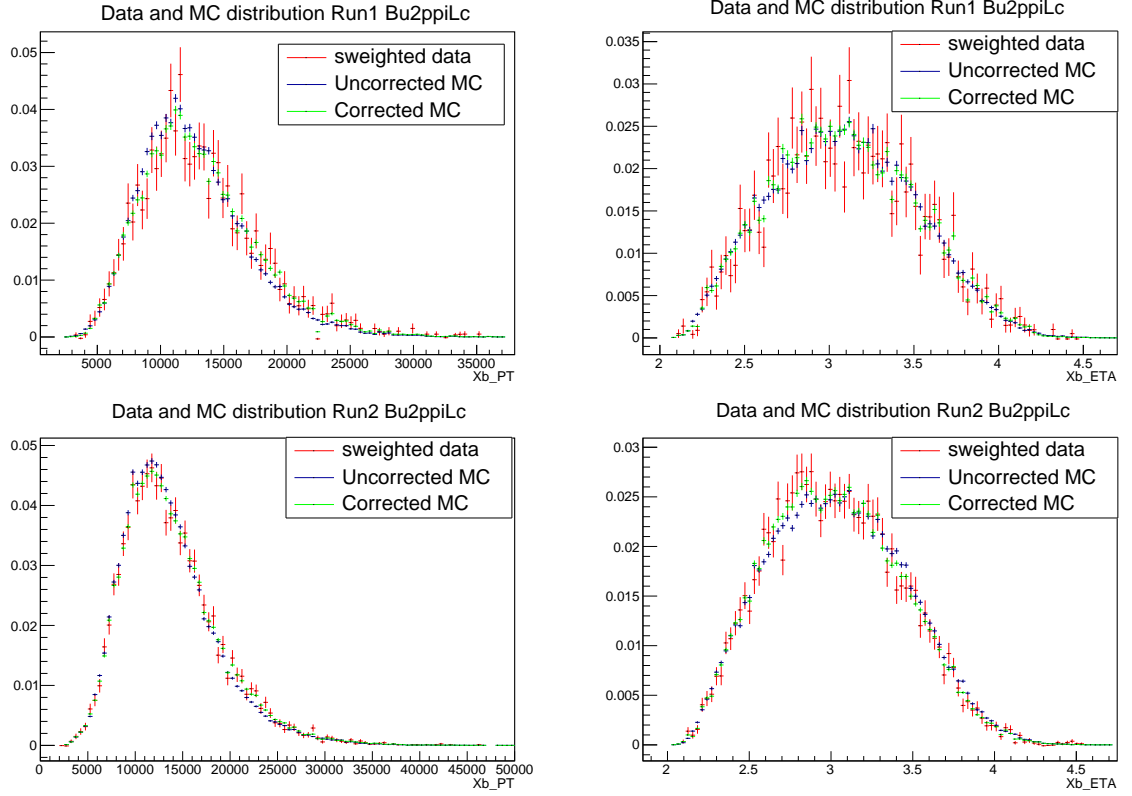 Data and MC distribution Run1 Bu2ppiLc
0.05
0.04
0.03
0.02
0.01
0
sweighted data
Uncorrected MC
Corrected MC
5000 10000 15000 20000 25000 30000 35000
Xb_PT
Data and MC distribution Run1 Bu2ppiLc
0.035
0.03
0.025
0.02
0.015
0.01
0.005
0
sweighted data
Uncorrected MC
Corrected MC
2 2.5 3 3.5 4 4.5
Xb_ETA
Data and MC distribution Run2 Bu2ppiLc
0.05
0.04
0.03
0.02
0.01
0
sweighted data
Uncorrected MC
Corrected MC
0 5000 10000 15000 20000 25000 30000 35000 40000 45000 50000
Xb_PT
Data and MC distribution Run2 Bu2ppiLc
0.03
0.025
0.02
0.015
0.01
0.005
0
sweighted data
Uncorrected MC
Corrected MC
2 2.5 3 3.5 4 4.5
Xb_ETA